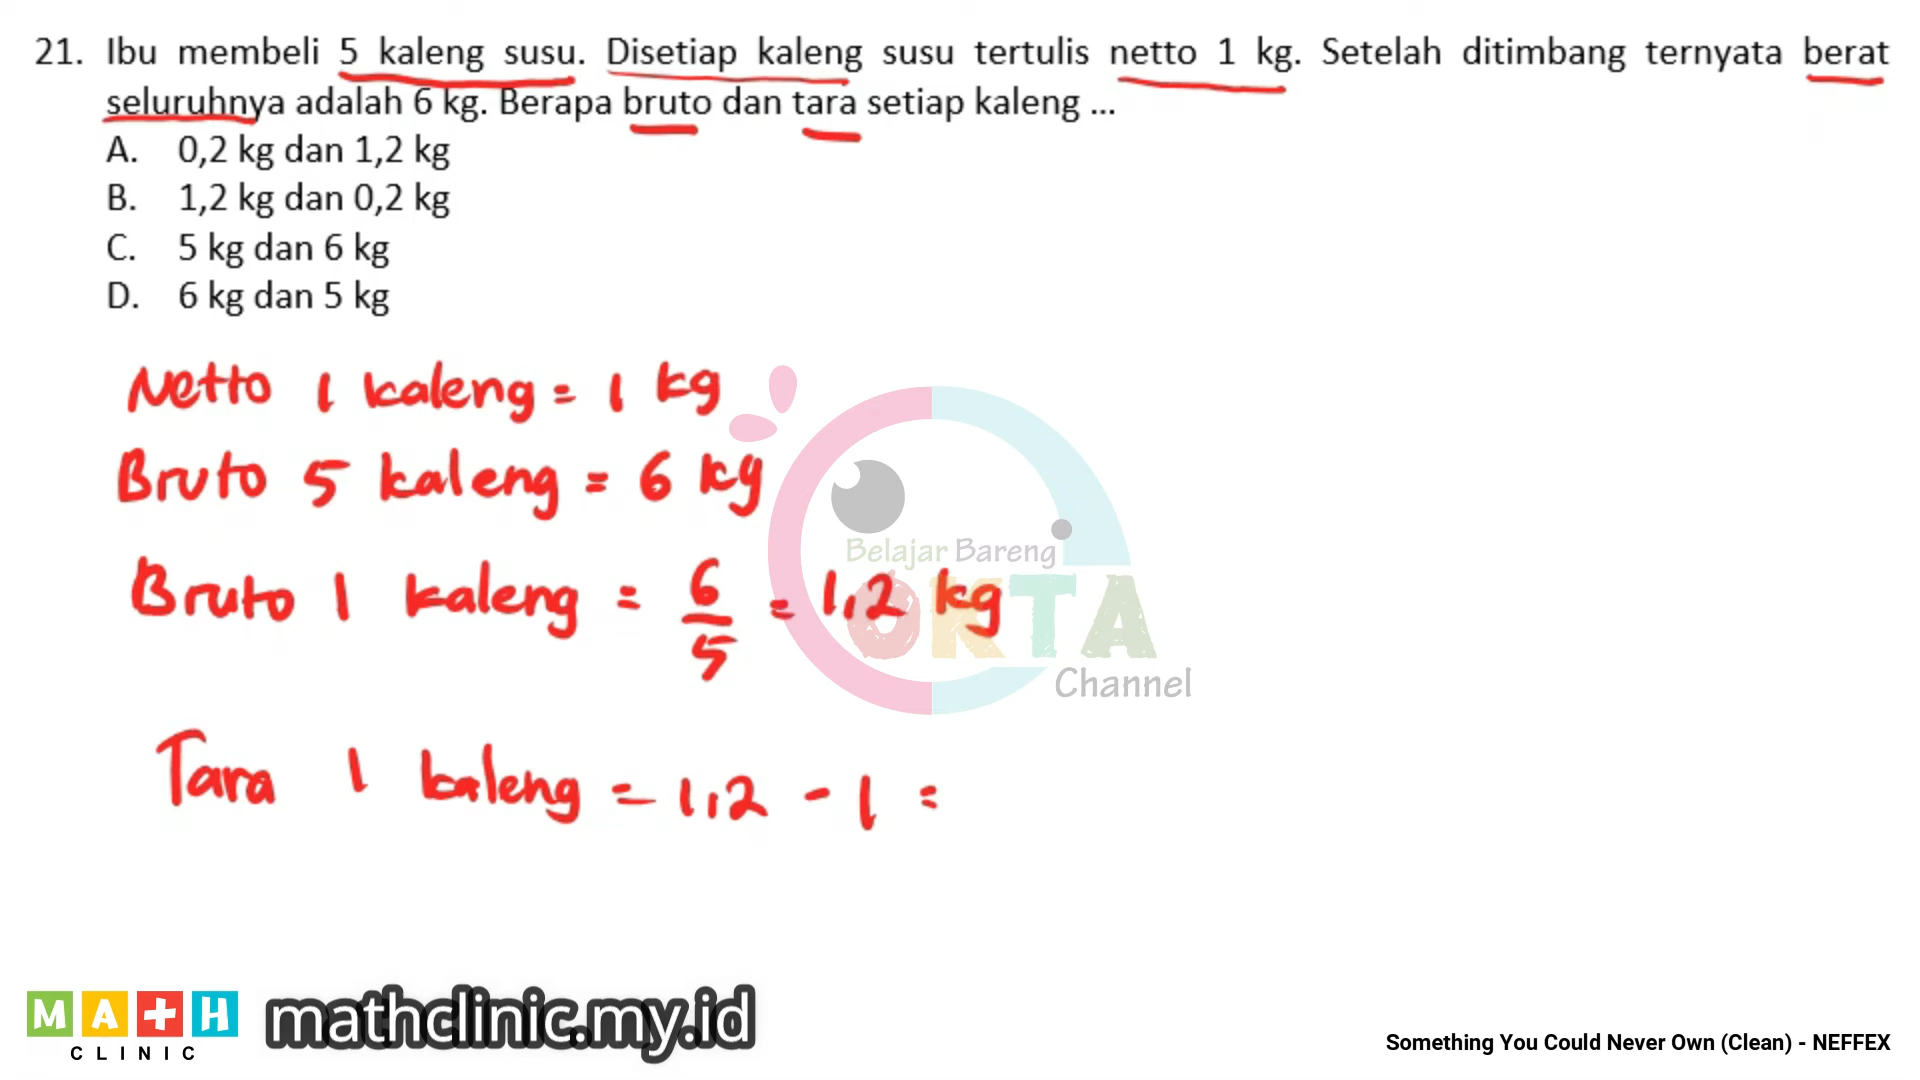 21. Ibu membeli 5 kaleng susu. Disetiap kaleng susu tertulis netto 1 kg. Setelah ditimbang ternyata berat
seluruhnya adalah 6 kg. Berapa bruto dan tara setiap kaleng ...
A. 0,2 kg dan 1,2 kg
B. 1,2 kg dan 0,2 kg
C. 5 kg dan 6 kg
D. 6 kg dan 5 kg
Netto 1 kaleng = 1 kg
Bruto 5 kaleng = 6 kg
Belajar Bareng
Bruto 1 kaleng = 6/5 = 1,2 kg
OKTA
Channel
Tara 1 kaleng = 1,2 - 1 =
MATH
CLINIC
mathclinic.my.id
Something You Could Never Own (Clean) - NEFFEX